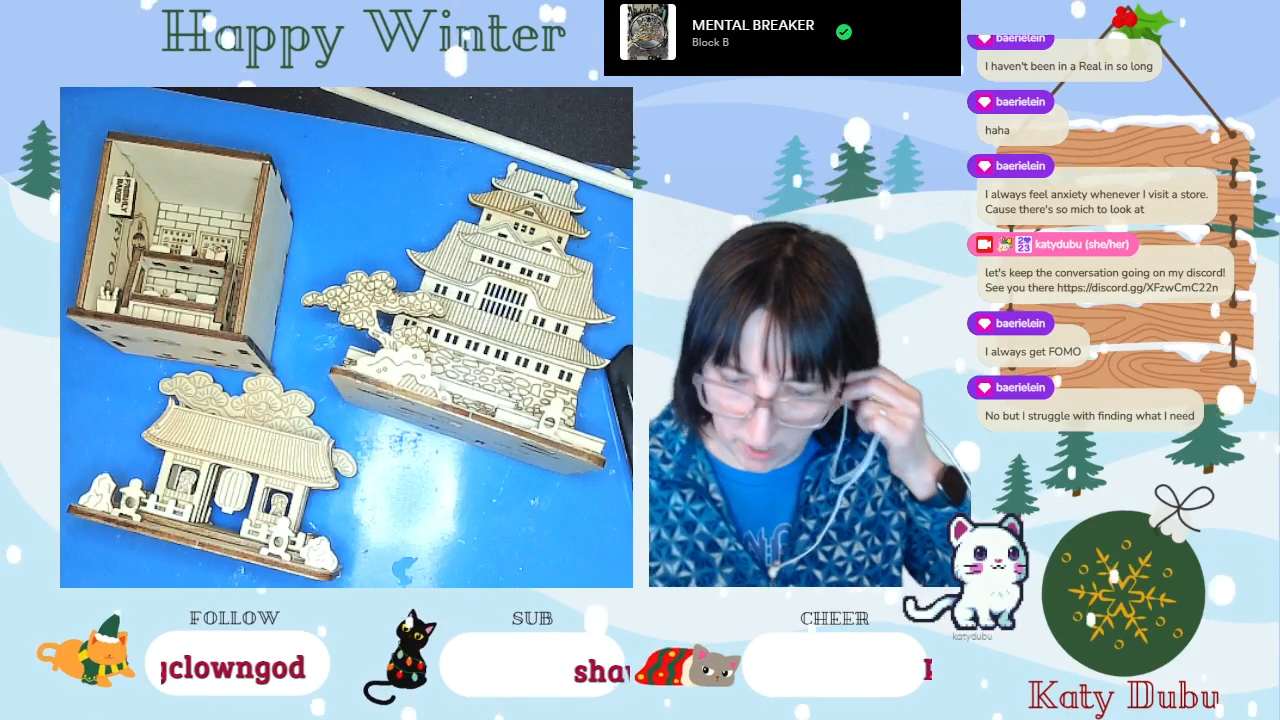 Happy Winter
MENTAL BREAKER
Block B
baerielein
I haven't been in a Real in so long
baerielein
haha
baerielein
I always feel anxiety whenever I visit a store.
Cause there's so mich to look at
katydubu (she/her)
let's keep the conversation going on my discord!
See you there https://discord.gg/XFzwCmC22n
baerielein
I always get FOMO
baerielein
No but I struggle with finding what I need
katydubu
FOLLOW
SUB
CHEER
gclowngod
sha
Katy Dubu